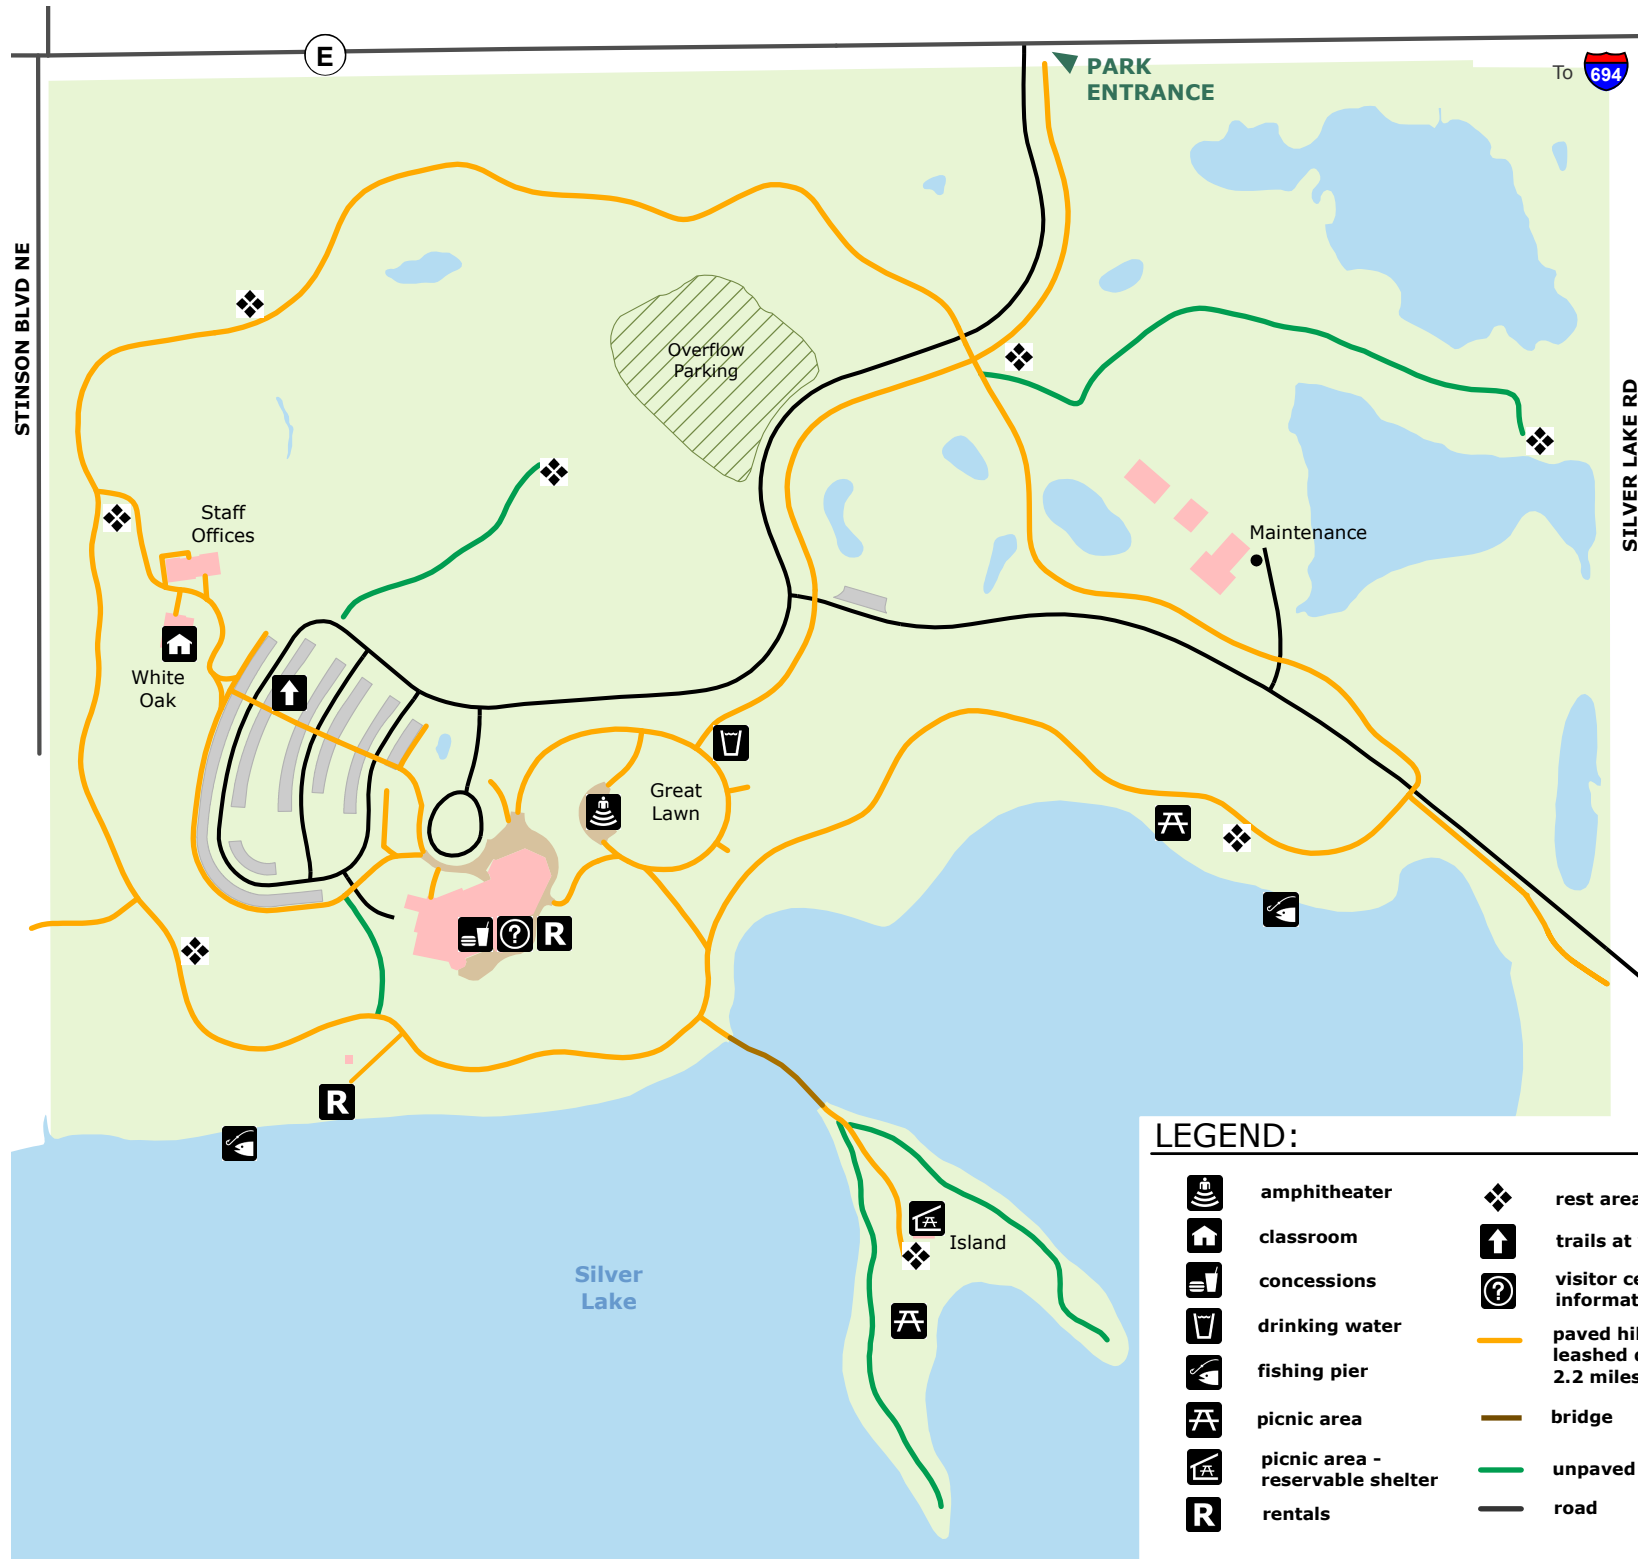 E
PARK
ENTRANCE
To 694
STINSON BLVD NE
SILVER LAKE RD
Overflow
Parking
Staff
Offices
Maintenance
White
Oak
Great
Lawn
?
R
R
Island
Silver
Lake
LEGEND:
amphitheater
classroom
concessions
drinking water
fishing pier
picnic area
picnic area -
reservable shelter
R rentals
rest area
trails at
? visitor
informat
paved
leashed
2.2 miles
bridge
unpaved
road